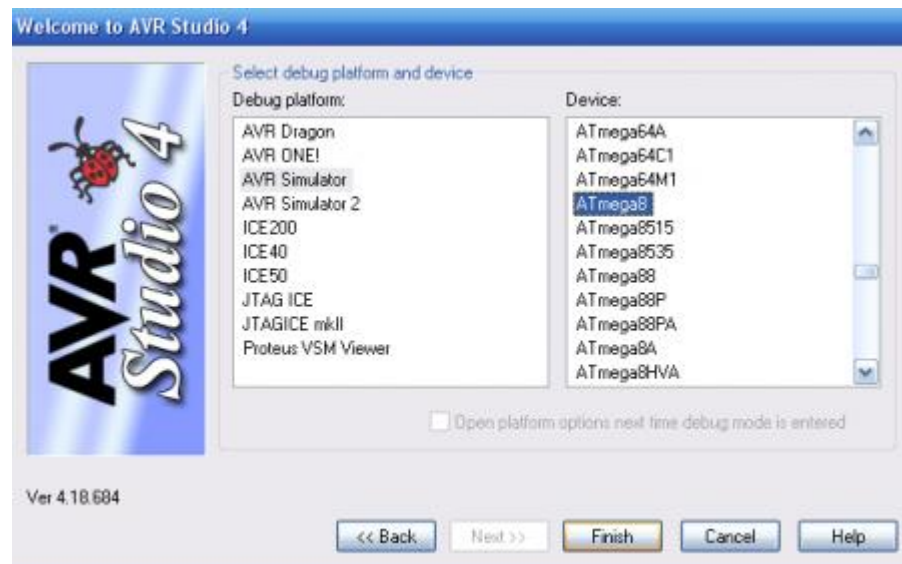 Welcome to AVR Studio 4
Select debug platform and device
Debug platform:
Device:
AVR Dragon
AVR ONE!
AVR Simulator
AVR Simulator 2
ICE200
ICE40
ICE50
JTAG ICE
JTAGICE mkII
Proteus VSM Viewer
ATmega64A
ATmega64C1
ATmega64M1
ATmega8
ATmega8515
ATmega8535
ATmega88
ATmega88P
ATmega88PA
ATmega8A
ATmega8HVA
Open platform options next time debug mode is entered
AVR Studio 4
Ver 4.18.684
<< Back
Next >>
Finish
Cancel
Help